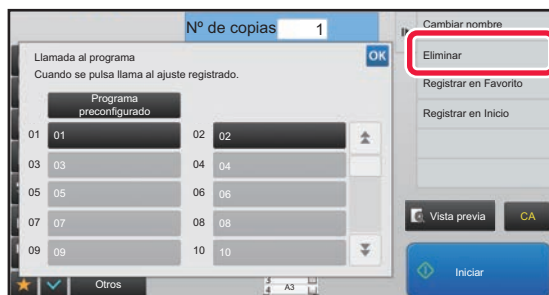 Nº de copias 1
Llamada al programa
OK
Cuando se pulsa llama al ajuste registrado.
Programa
preconfigurado
01 01 02 02
03 03 04 04
05 05 06 06
07 07 08 08
09 09 10 10
Cambiar nombre
Eliminar
Registrar en Favorito
Registrar en Inicio
Vista previa CA
Iniciar
Otros
3
4 A3